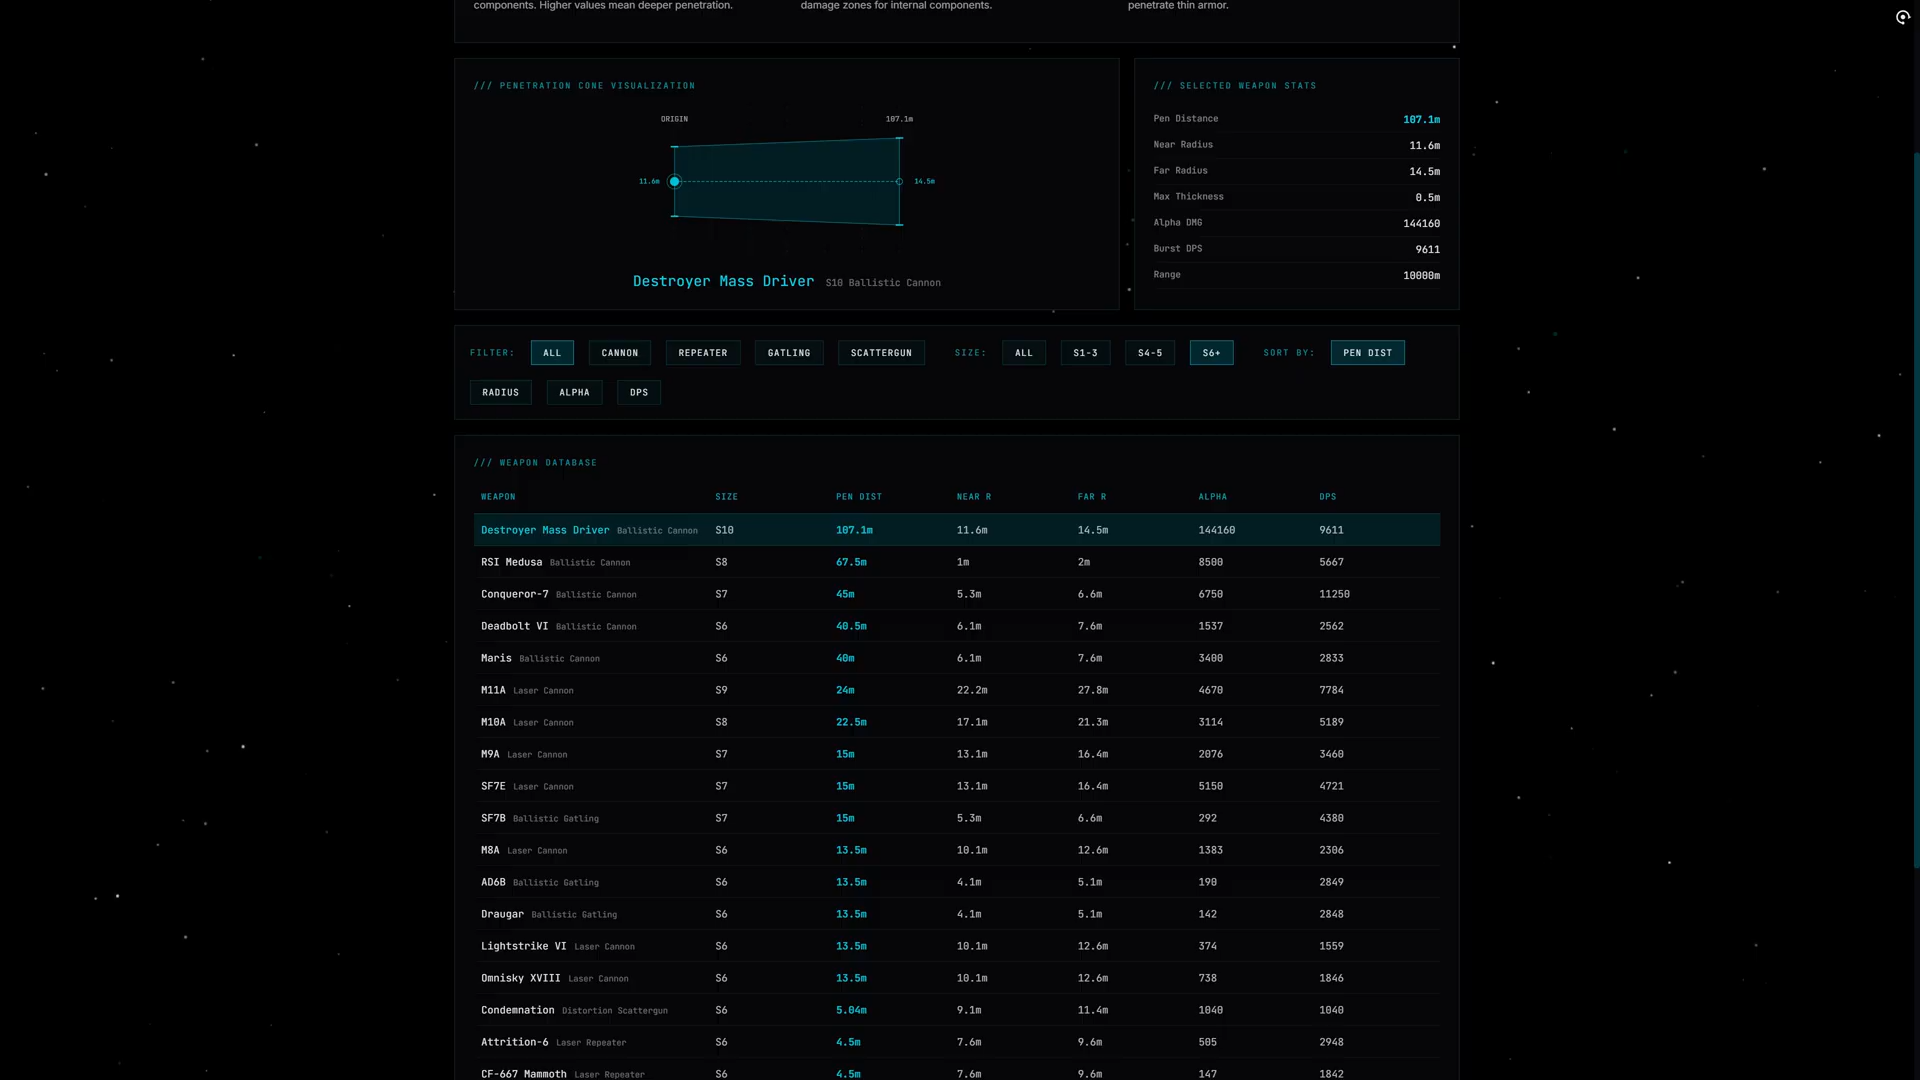 components. Higher values mean deeper penetration.
damage zones for internal components.
penetrate thin armor.
/// PENETRATION CONE VISUALIZATION
ORIGIN
107.1m
11.6m
14.5m
Destroyer Mass Driver S10 Ballistic Cannon
/// SELECTED WEAPON STATS
Pen Distance 107.1m
Near Radius 11.6m
Far Radius 14.5m
Max Thickness 0.5m
Alpha DMG 144160
Burst DPS 9611
Range 10000m
FILTER: ALL CANNON REPEATER GATLING SCATTERGUN SIZE: ALL S1-3 S4-5 S6+ SORT BY: PEN DIST
RADIUS ALPHA DPS
/// WEAPON DATABASE
WEAPON SIZE PEN DIST NEAR R FAR R ALPHA DPS
Destroyer Mass Driver Ballistic Cannon S10 107.1m 11.6m 14.5m 144160 9611
RSI Medusa Ballistic Cannon S8 67.5m 1m 2m 8500 5667
Conqueror-7 Ballistic Cannon S7 45m 5.3m 6.6m 6750 11250
Deadbolt VI Ballistic Cannon S6 40.5m 6.1m 7.6m 1537 2562
Maris Ballistic Cannon S6 40m 6.1m 7.6m 3400 2833
M11A Laser Cannon S9 24m 22.2m 27.8m 4670 7784
M10A Laser Cannon S8 22.5m 17.1m 21.3m 3114 5189
M9A Laser Cannon S7 15m 13.1m 16.4m 2076 3460
SF7E Laser Cannon S7 15m 13.1m 16.4m 5150 4721
SF7B Ballistic Gatling S7 15m 5.3m 6.6m 292 4380
M8A Laser Cannon S6 13.5m 10.1m 12.6m 1383 2306
AD6B Ballistic Gatling S6 13.5m 4.1m 5.1m 190 2849
Draugar Ballistic Gatling S6 13.5m 4.1m 5.1m 142 2848
Lightstrike VI Laser Cannon S6 13.5m 10.1m 12.6m 374 1559
Omnisky XVIII Laser Cannon S6 13.5m 10.1m 12.6m 738 1846
Condemnation Distortion Scattergun S6 5.04m 9.1m 11.4m 1040 1040
Attrition-6 Laser Repeater S6 4.5m 7.6m 9.6m 505 2948
CF-667 Mammoth Laser Repeater S6 4.5m 7.6m 9.6m 147 1842